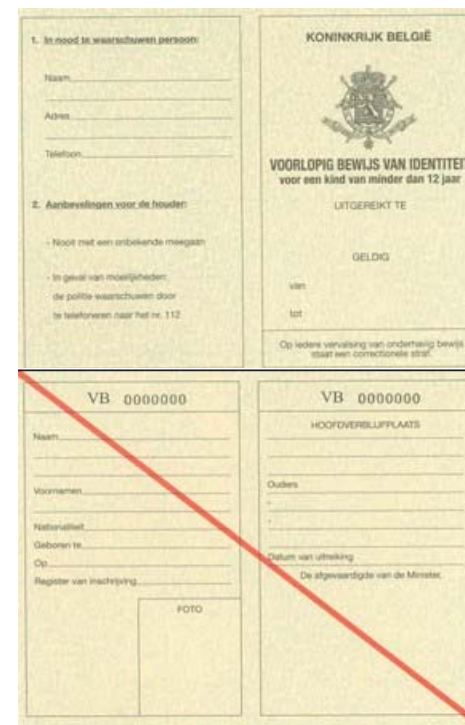 1. In nood te waarschuwen persoon:
Naam
Adres
Telefoon
2. Aanbevelingen voor de houder:
- Nooit met een onbekende meegaan
- In geval van moeilijkheden:
de politie waarschuwen door
te telefoneren naar het nr. 112
KONINKRIJK BELGIË
VOORLOPIG BEWIJS VAN IDENTITEIT
voor een kind van minder dan 12 jaar
UITGEREIKT TE
GELDIG
van
tot
Op iedere vervalsing van onderhavig bewijs
staat een correctionele straf.
VB 0000000
Naam
Voornamen
Nationaliteit
Geboren te
Op
Register van inschrijving
FOTO
VB 0000000
HOOFDVERBLIJFPLAATS
Ouders
-
-
Datum van uitreiking
De afgevaardigde van de Minister,